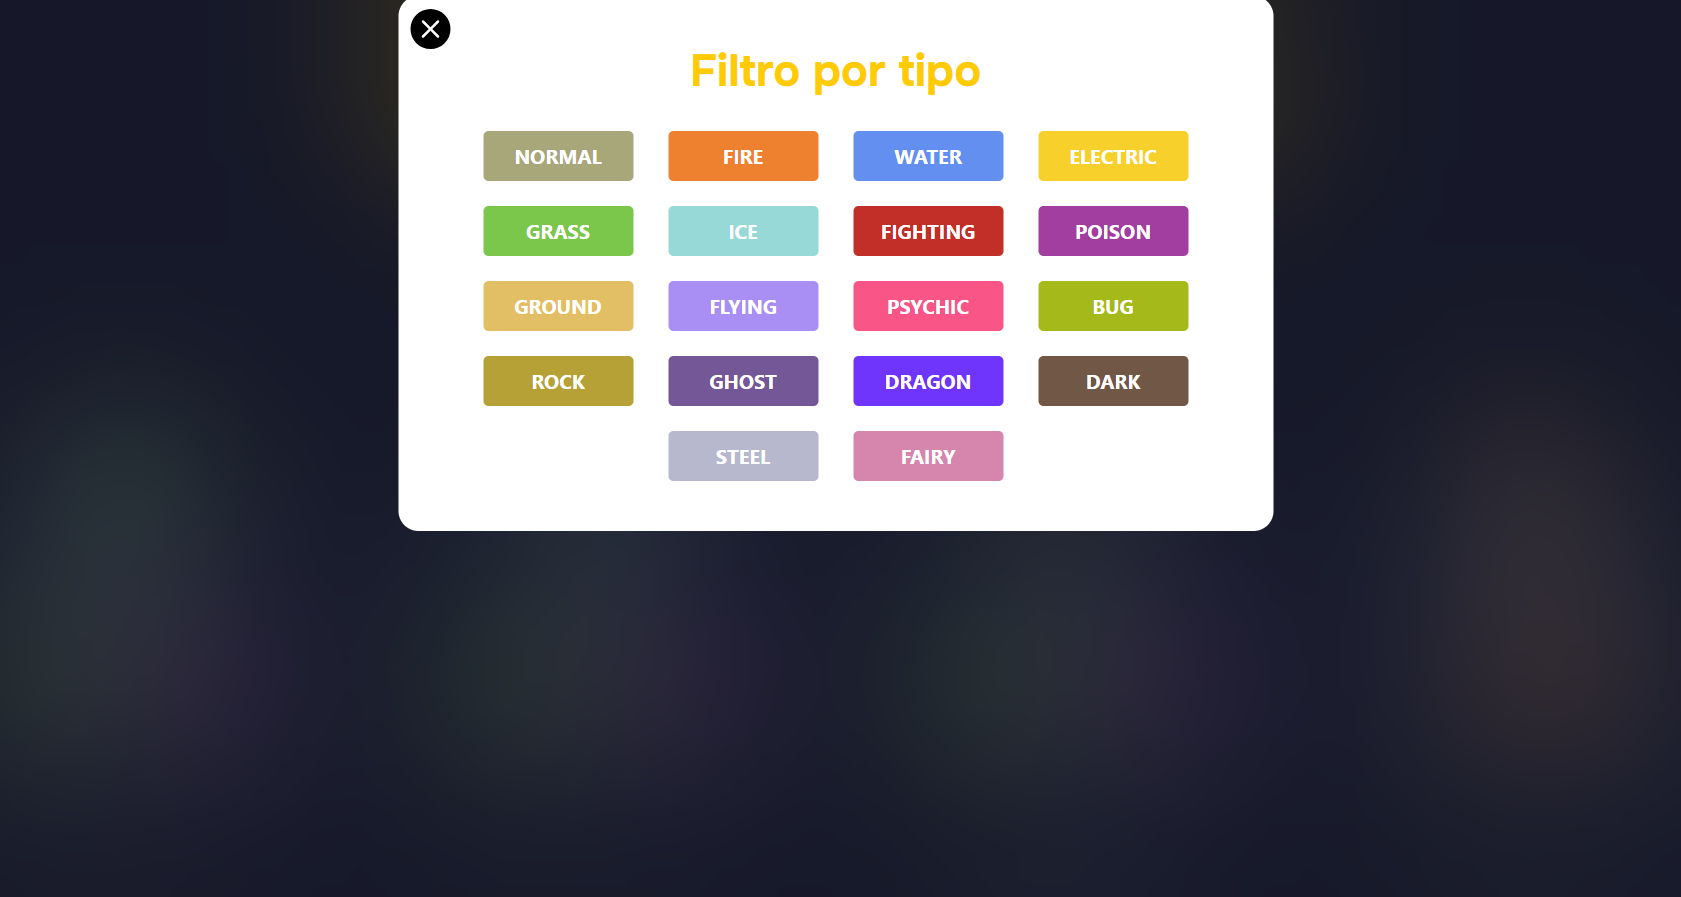 Filtro por tipo
NORMAL FIRE WATER ELECTRIC
GRASS ICE FIGHTING POISON
GROUND FLYING PSYCHIC BUG
ROCK GHOST DRAGON DARK
STEEL FAIRY